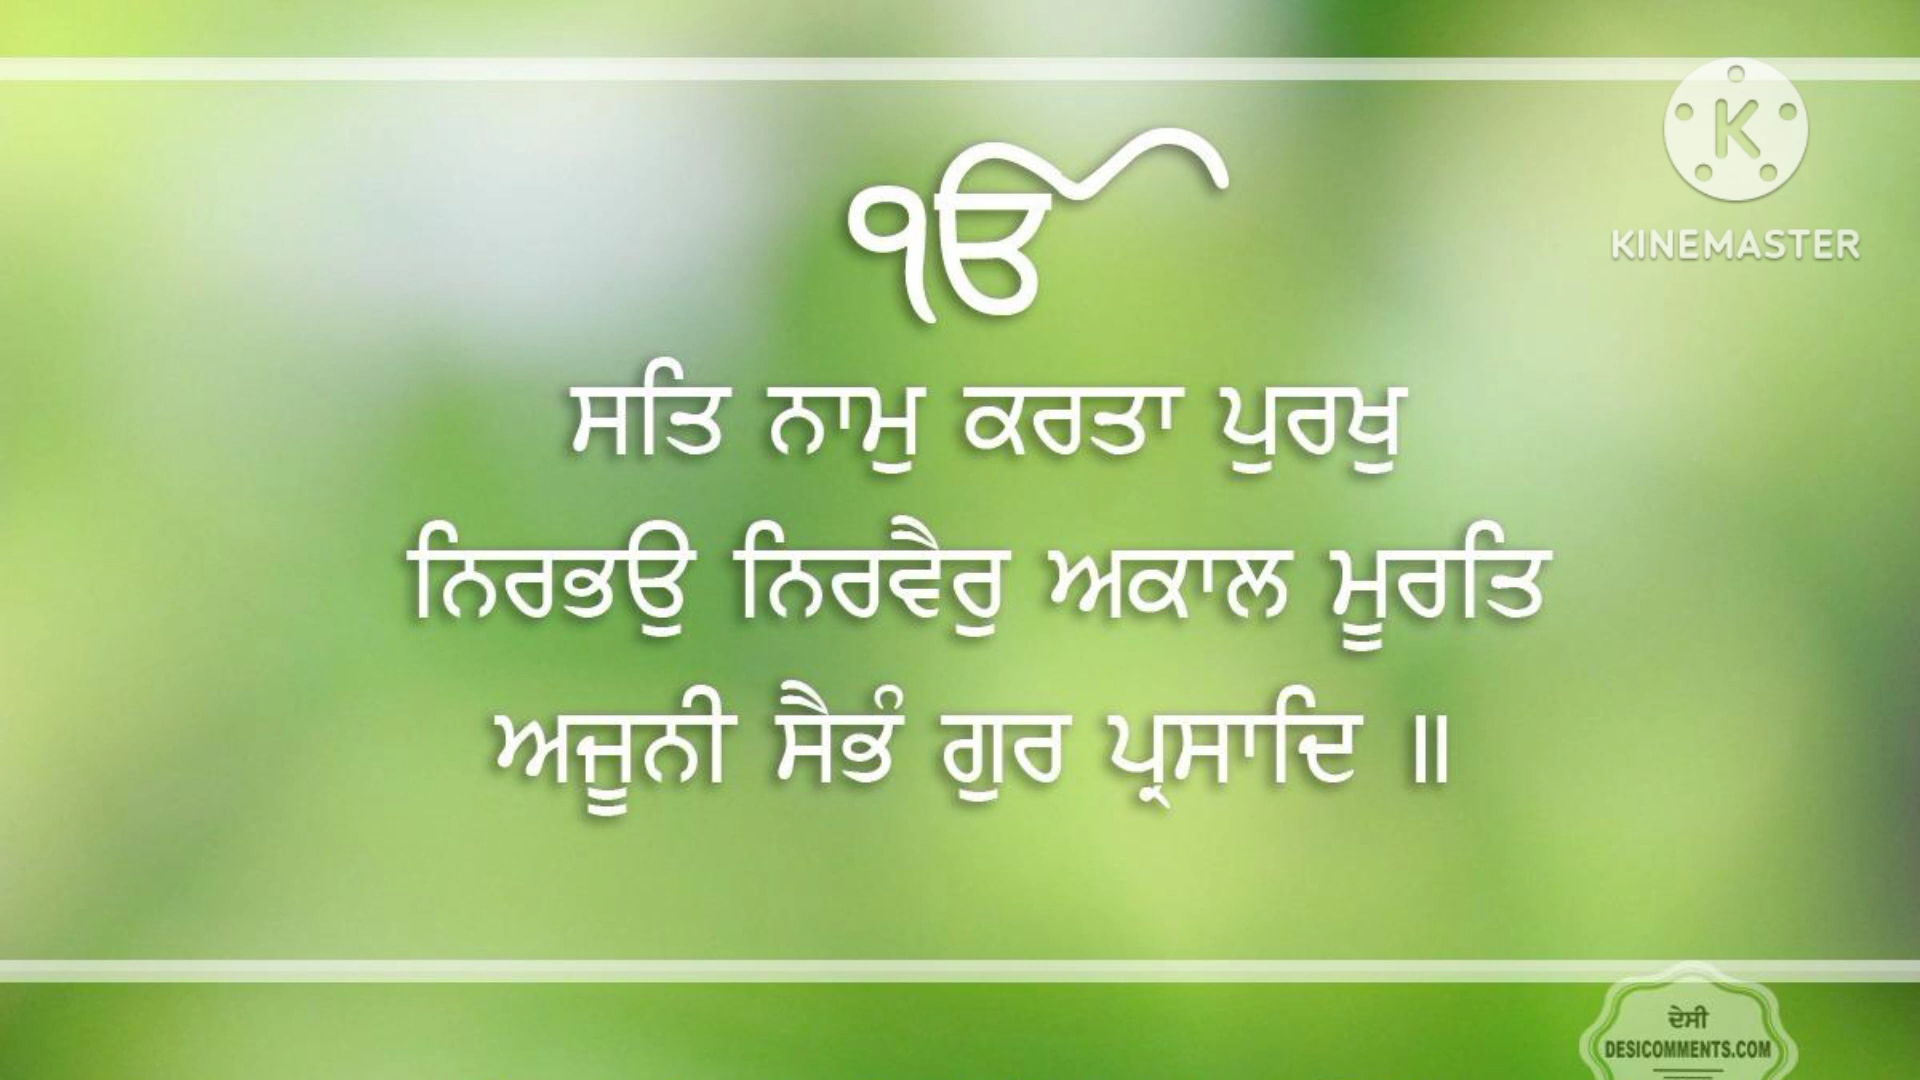 ੴ
ਸਤਿ ਨਾਮੁ ਕਰਤਾ ਪੁਰਖੁ
ਨਿਰਭਉ ਨਿਰਵੈਰੁ ਅਕਾਲ ਮੂਰਤਿ
ਅਜੂਨੀ ਸੈਭੰ ਗੁਰ ਪ੍ਰਸਾਦਿ ॥
K
KINEMASTER
ਦੇਸੀ
DESICOMMENTS.COM